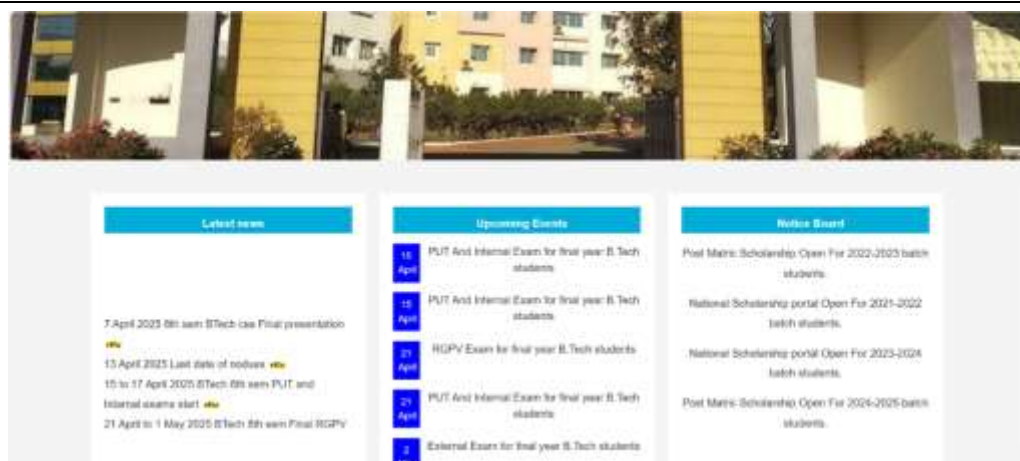 Latest news
7 April 2025 8th sem BTech cse Final presentation
13 April 2025 Last date of nodues
15 to 17 April 2025 BTech 8th sem PUT and
Internal exams start
21 April to 1 May 2025 BTech 8th sem Final RGPV
Upcoming Events
15
April
PUT And Internal Exam for final year B.Tech
students
15
April
PUT And Internal Exam for final year B.Tech
students
21
April
RGPV Exam for final year B.Tech students
21
April
PUT And Internal Exam for final year B.Tech
students
2
External Exam for final year B.Tech students
Notice Board
Post Matric Scholarship Open For 2022-2023 batch
students.
National Scholarship portal Open For 2021-2022
batch students.
National Scholarship portal Open For 2023-2024
batch students.
Post Matric Scholarship Open For 2024-2025 batch
students.